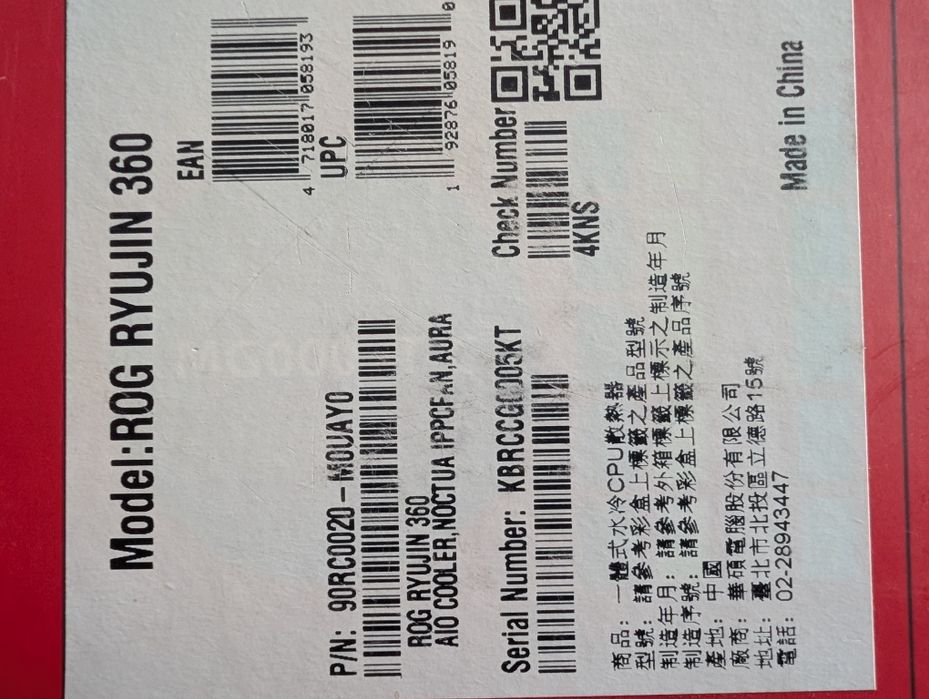 Model:ROG RYUJIN 360
EAN
4 718017 058193
UPC
1 92876 05819 0
P/N: 90RC0020-M0UAY0
ROG RYUJIN 360
AIO COOLER,NOCTUA IPPCFAN,AURA
Serial Number: KBRCCG0005KT
Check Number
4KNS
商品: 一體式水冷CPU散熱器
型號: 請參考彩盒上標籤之產品型號
制造年月: 請參考外箱標籤上標示之制造年月
制造序號: 請參考彩盒上標籤之產品序號
產地: 中國
廠商: 華碩電腦股份有限公司
地址: 臺北市北投區立德路15號
電話: 02-28943447
Made in China